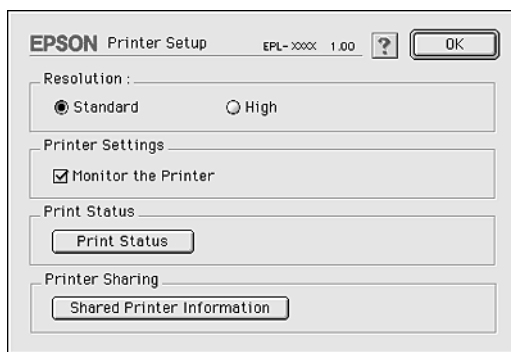 EPSON Printer Setup EPL-XXXX 1.00 ? OK
Resolution :
Standard High
Printer Settings
Monitor the Printer
Print Status
Print Status
Printer Sharing
Shared Printer Information